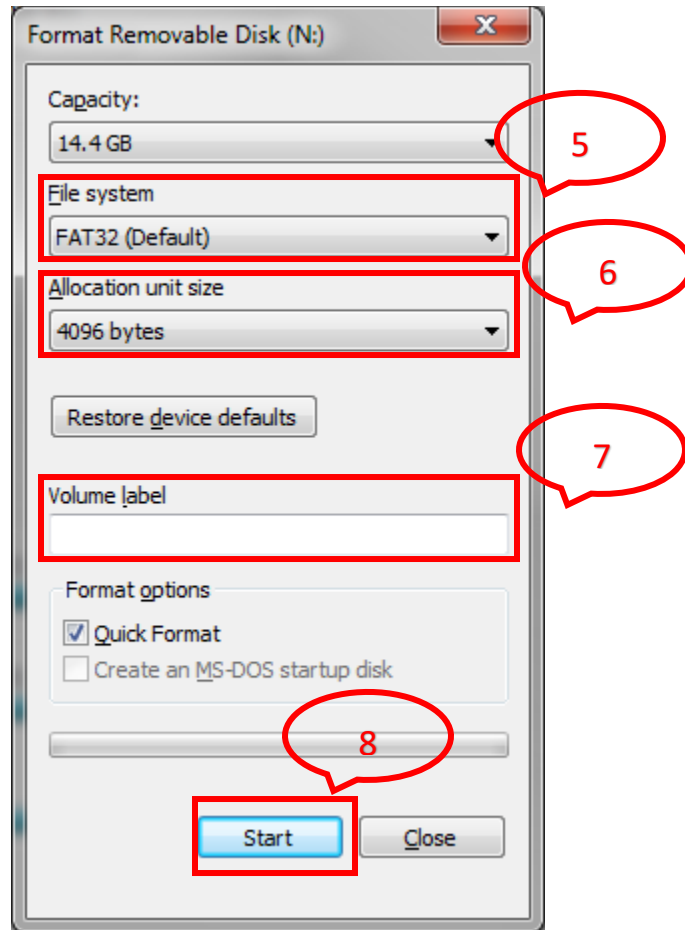 Format Removable Disk (N:)
Capacity:
14.4 GB
5
File system
FAT32 (Default)
6
Allocation unit size
4096 bytes
Restore device defaults
7
Volume label
Format options
Quick Format
Create an MS-DOS startup disk
8
Start
Close